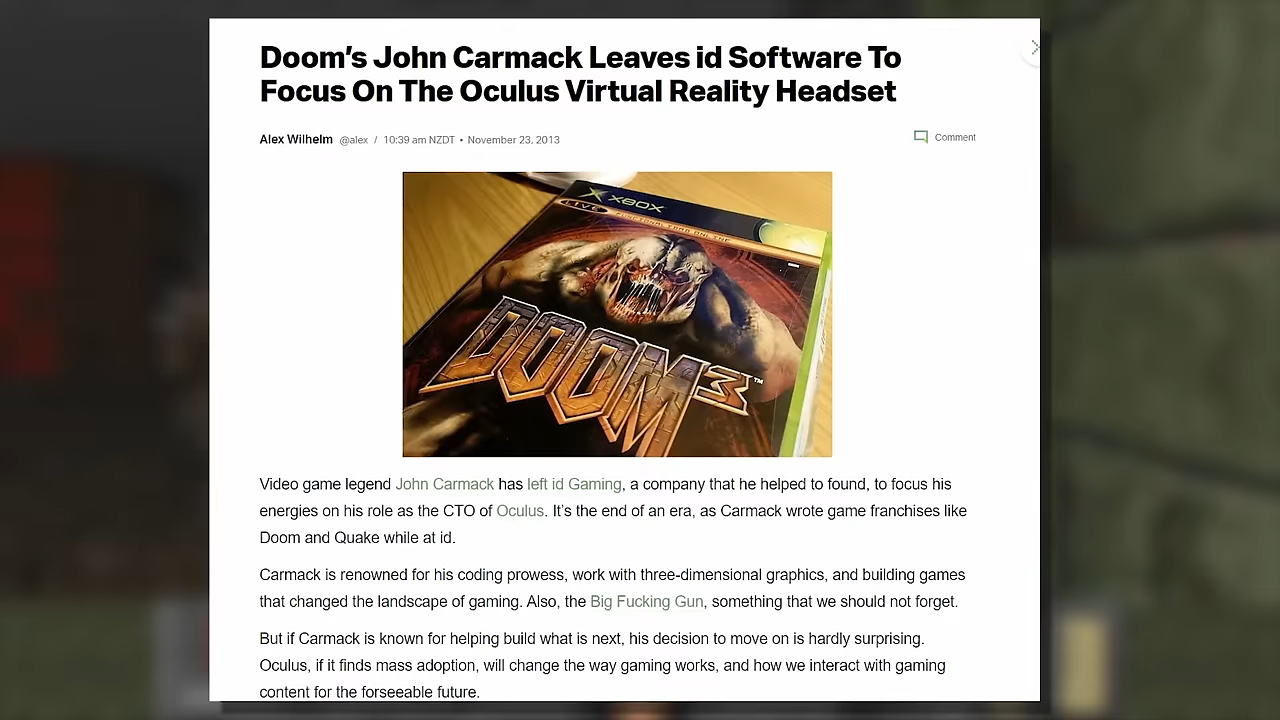 Doom's John Carmack Leaves id Software To
Focus On The Oculus Virtual Reality Headset
Alex Wilhelm @alex / 10:39 am NZDT • November 23, 2013
Comment
XBOX
LIVE
FUNCIONALIDAD ONLINE
DOOM 3™
Video game legend John Carmack has left id Gaming, a company that he helped to found, to focus his
energies on his role as the CTO of Oculus. It's the end of an era, as Carmack wrote game franchises like
Doom and Quake while at id.
Carmack is renowned for his coding prowess, work with three-dimensional graphics, and building games
that changed the landscape of gaming. Also, the Big Fucking Gun, something that we should not forget.
But if Carmack is known for helping build what is next, his decision to move on is hardly surprising.
Oculus, if it finds mass adoption, will change the way gaming works, and how we interact with gaming
content for the forseeable future.